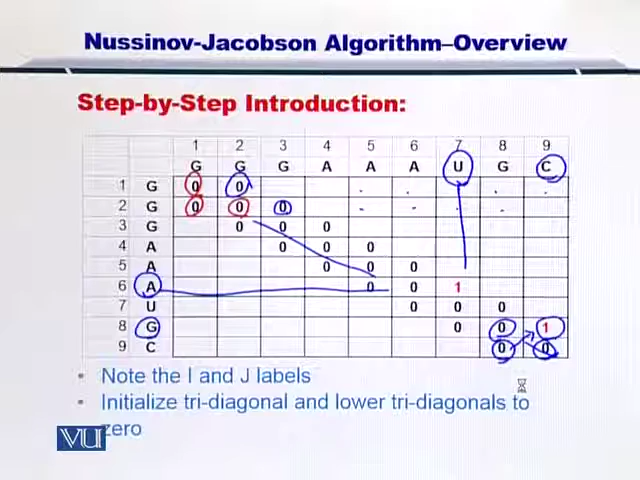 Nussinov-Jacobson Algorithm–Overview
Step-by-Step Introduction:
1 2 3 4 5 6 7 8 9
G G G A A A U G C
1 G 0 0
2 G 0 0 0
3 G 0 0 0
4 A 0 0 0
5 A 0 0 0
6 A 0 0 1
7 U 0 0 0
8 G 0 0 1
9 C 0 0
• Note the I and J labels
• Initialize tri-diagonal and lower tri-diagonals to
zero
VU